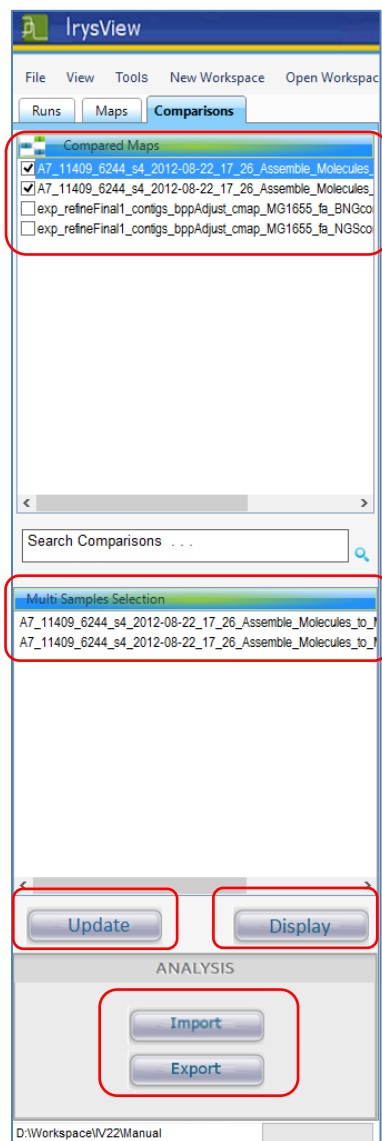 IrysView
File View Tools New Workspace Open Workspac
Runs Maps Comparisons
Compared Maps
A7_11409_6244_s4_2012-08-22_17_26_Assemble_Molecules_
A7_11409_6244_s4_2012-08-22_17_26_Assemble_Molecules_
exp_refineFinal1_contigs_bppAdjust_cmap_MG1655_fa_BNGco
exp_refineFinal1_contigs_bppAdjust_cmap_MG1655_fa_NGSco
Search Comparisons . . .
Multi Samples Selection
A7_11409_6244_s4_2012-08-22_17_26_Assemble_Molecules_to_
A7_11409_6244_s4_2012-08-22_17_26_Assemble_Molecules_to_
Update Display
ANALYSIS
Import
Export
D:\Workspace\IV22\Manual